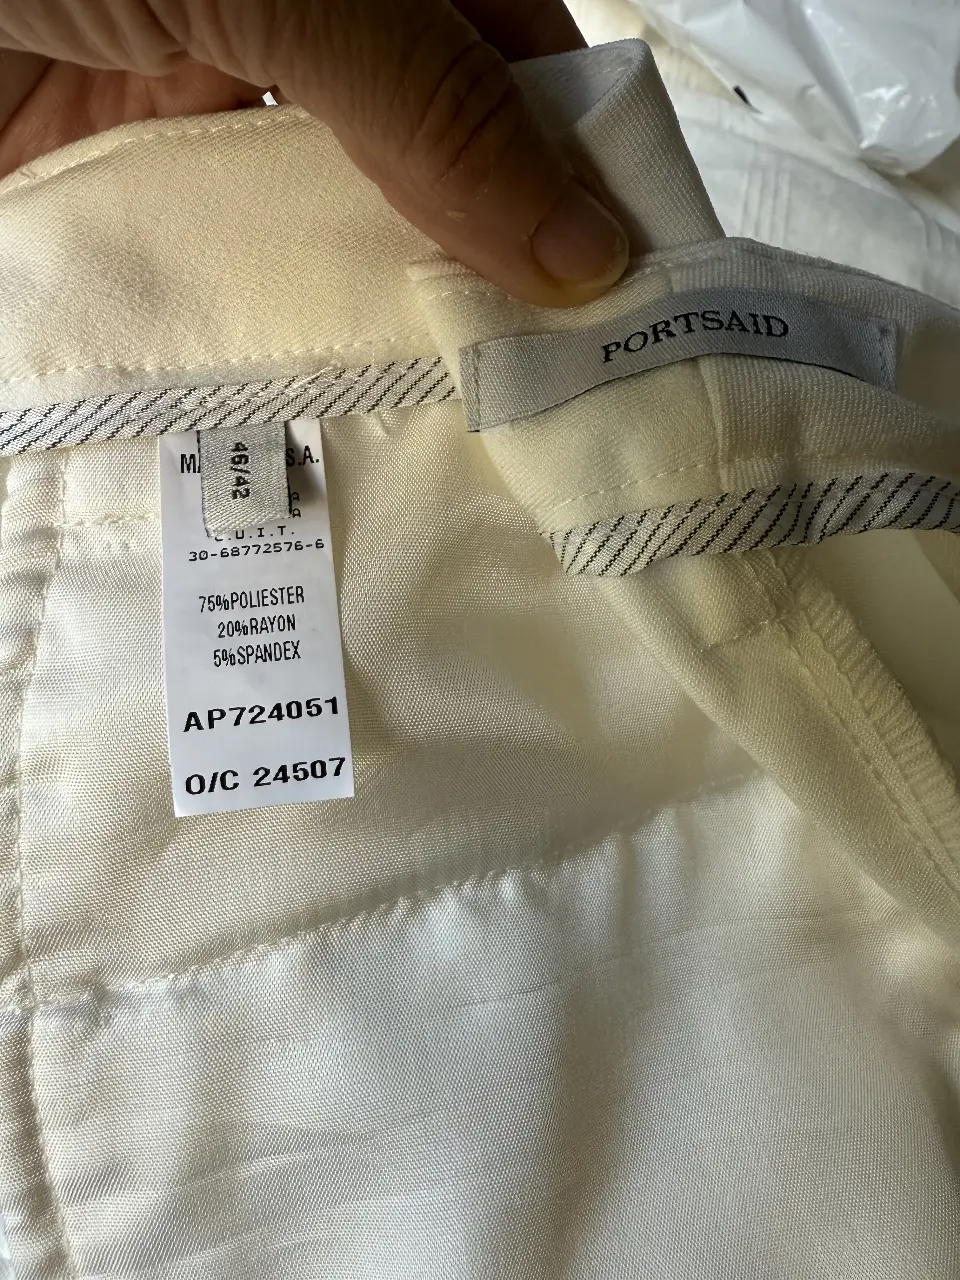 PORTSAID
46/42
S.A.
C.U.I.T.
30-68772576-6
75%POLIESTER
20%RAYON
5%SPANDEX
AP724051
O/C 24507